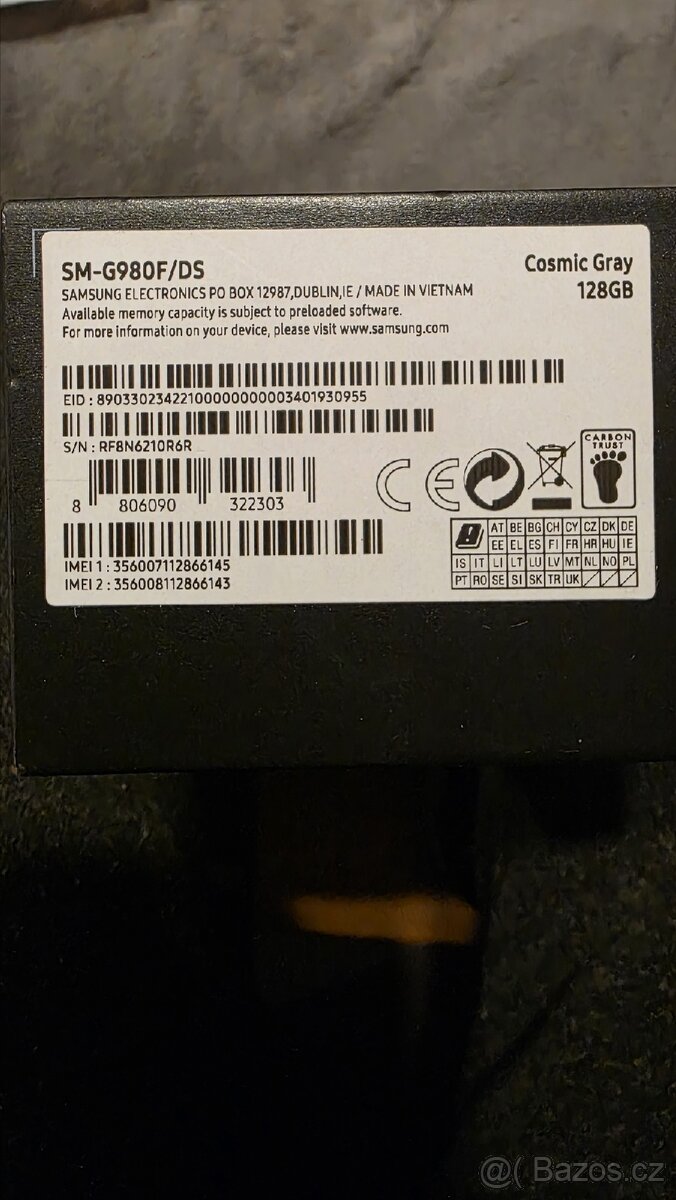 SM-G980F/DS
Cosmic Gray
SAMSUNG ELECTRONICS PO BOX 12987,DUBLIN,IE / MADE IN VIETNAM
128GB
Available memory capacity is subject to preloaded software.
For more information on your device, please visit www.samsung.com
EID : 89033023422100000000003401930955
S/N : RF8N6210R6R
CARBON
TRUST
8 806090 322303
CE
AT BE BG CH CY CZ DK DE
EE EL ES FI FR HR HU IE
IS IT LI LT LU LV MT NL NO PL
PT RO SE SI SK TR UK
IMEI 1 : 356007112866145
IMEI 2 : 356008112866143
@( Bazos.cz